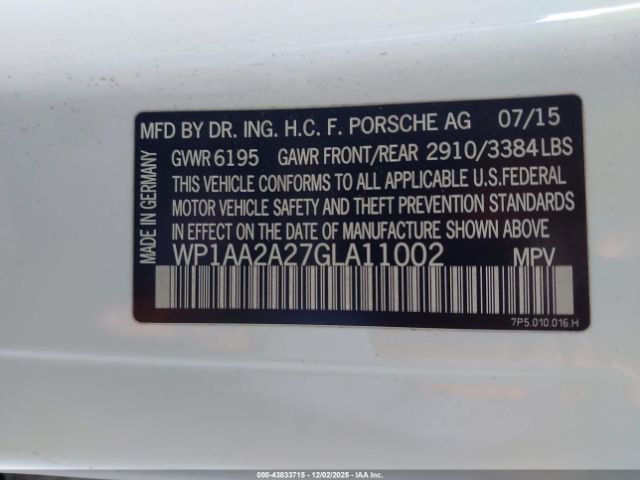 MFD BY DR. ING. H.C. F. PORSCHE AG 07/15
GVWR 6195 GAWR FRONT/REAR 2910/3384LBS
THIS VEHICLE CONFORMS TO ALL APPLICABLE U.S.FEDERAL
MOTOR VEHICLE SAFETY AND THEFT PREVENTION STANDARDS
IN EFFECT ON THE DATE OF MANUFACTURE SHOWN ABOVE
WP1AA2A27GLA11002 MPV
MADE IN GERMANY
7P5.010.016.H
000-43833715 - 12/02/2025 - IAA Inc.